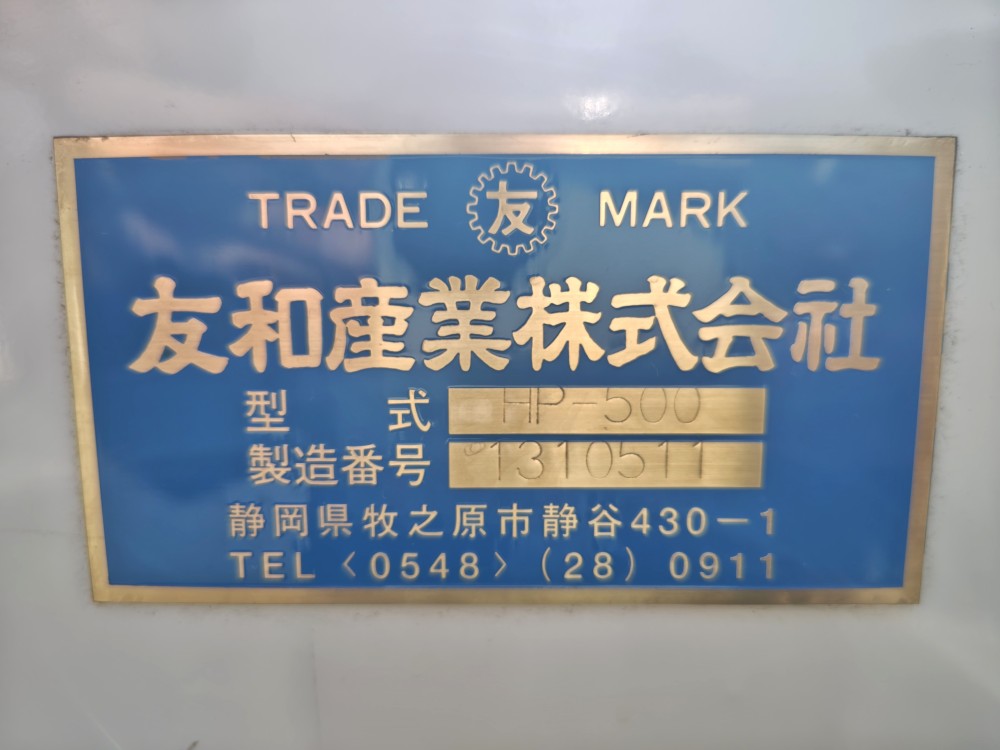 TRADE 友 MARK
友和産業株式会社
型式 HP-500
製造番号 1310511
静岡県牧之原市静谷430-1
TEL〈0548〉(28)0911